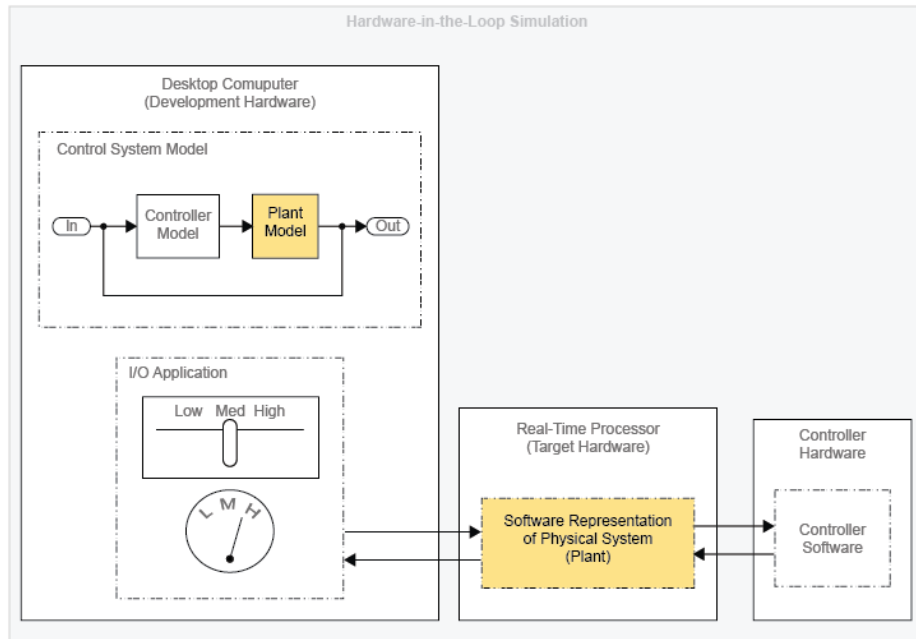 Hardware-in-the-Loop Simulation
Desktop Comuputer
(Development Hardware)
Control System Model
In
Controller
Model
Plant
Model
Out
I/O Application
Low Med High
L M H
Real-Time Processor
(Target Hardware)
Software Representation
of Physical System
(Plant)
Controller
Hardware
Controller
Software